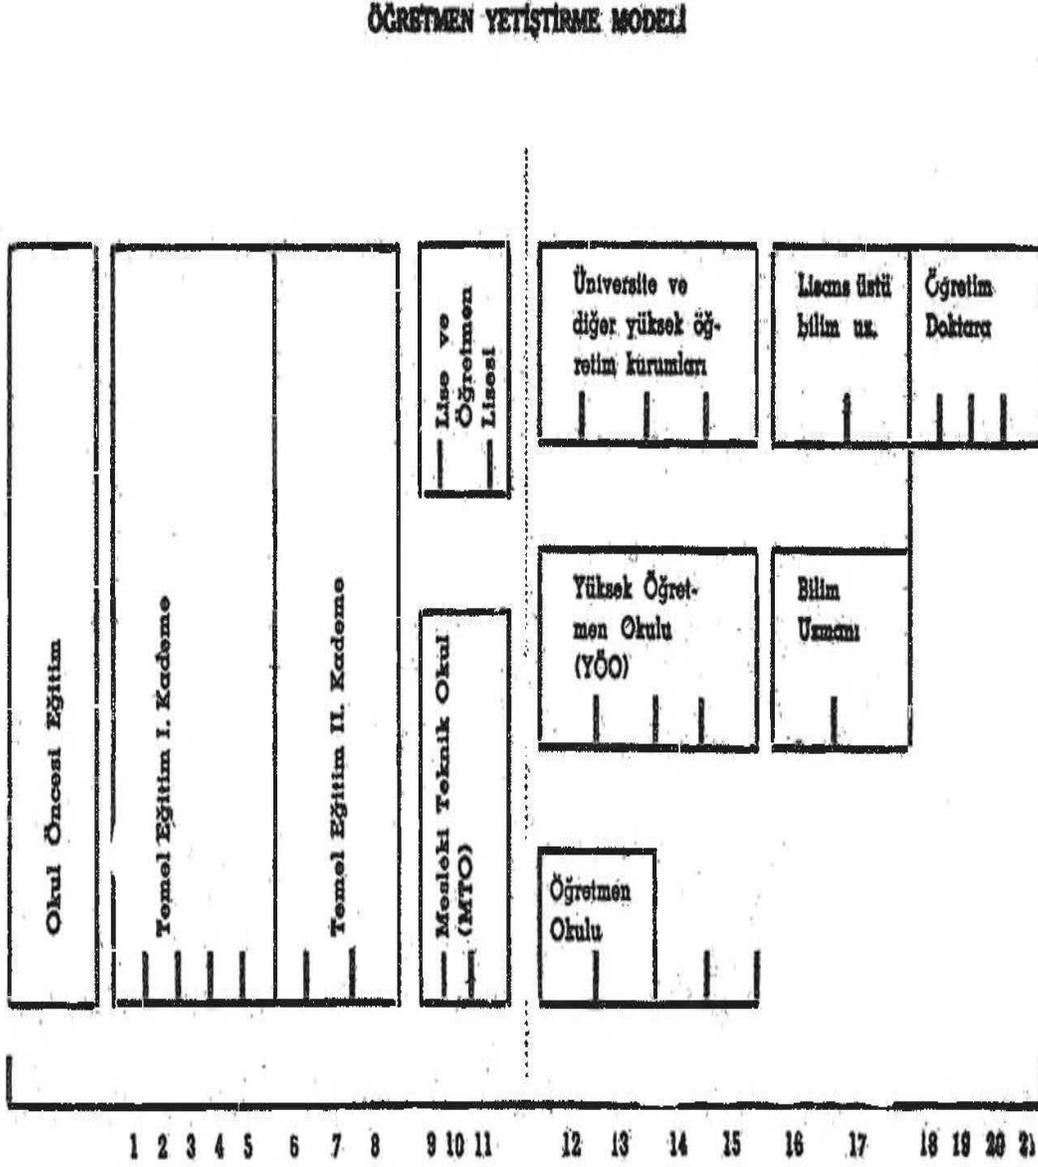 ÖĞRETMEN YETİŞTİRME MODELİ
Okul Öncesi Eğitim
Temel Eğitim I. Kademe
Temel Eğitim II. Kademe
Lise ve
Öğretmen
Lisesi
Mesleki Teknik Okul
(MTO)
Üniversite ve
diğer yüksek öğ-
retim kurumları
Lisans üstü
bilim uz.
Öğretim
Doktara
Yüksek Öğret-
men Okulu
(YÖO)
Bilim
Uzmanı
Öğretmen
Okulu
1 2 3 4 5 6 7 8 9 10 11 12 13 14 15 16 17 18 19 20 21